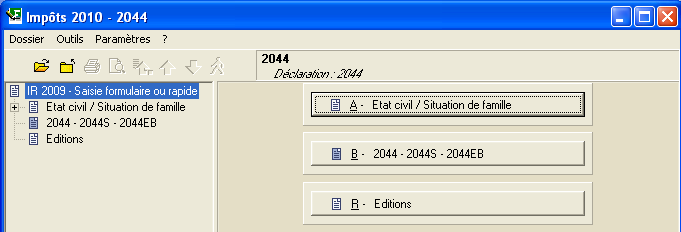 Impôts 2010 - 2044
Dossier Outils Paramètres ?
2044
Déclaration : 2044
IR 2009 - Saisie formulaire ou rapide
Etat civil / Situation de famille
2044 - 2044S - 2044EB
Editions
A - Etat civil / Situation de famille
B - 2044 - 2044S - 2044EB
R - Editions